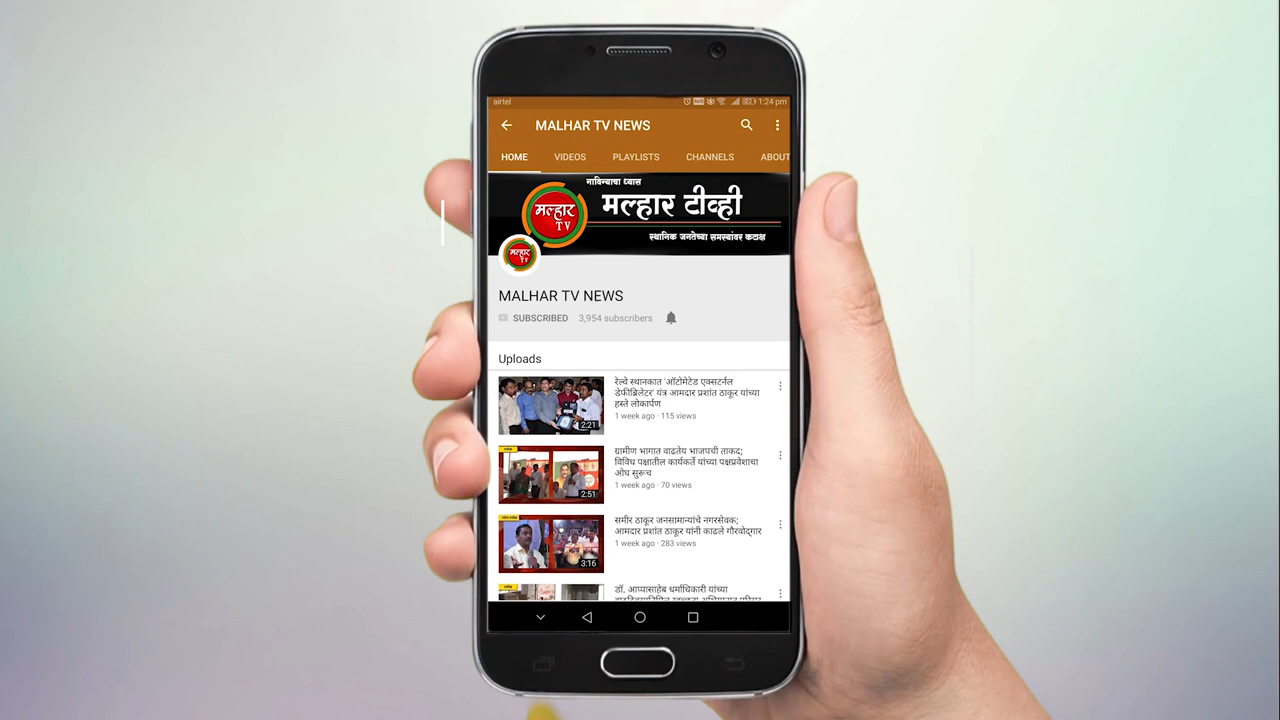 airtel 1:24 pm
MALHAR TV NEWS
HOME VIDEOS PLAYLISTS CHANNELS ABOUT
नाविन्याचा ध्यास
मल्हार टीव्ही
मल्हार
TV
स्थानिक जनतेच्या समस्यांवर कटाक्ष
मल्हार
TV
MALHAR TV NEWS
SUBSCRIBED 3,954 subscribers
Uploads
रेल्वे स्थानकात 'ऑटोमेटेड एक्सटर्नल
डेफीब्रिलेटर' यंत्र आमदार प्रशांत ठाकूर यांच्या
हस्ते लोकार्पण
1 week ago · 115 views
2:21
ग्रामीण भागात वाढतेय भाजपची ताकद;
विविध पक्षातील कार्यकर्ते यांच्या पक्षप्रवेशाचा
ओघ सुरूच
1 week ago · 70 views
2:51
समीर ठाकूर जनसामान्यांचे नगरसेवक;
आमदार प्रशांत ठाकूर यांनी काढले गौरवोद्गार
1 week ago · 283 views
3:16
डॉ. आप्पासाहेब धर्माधिकारी यांच्या